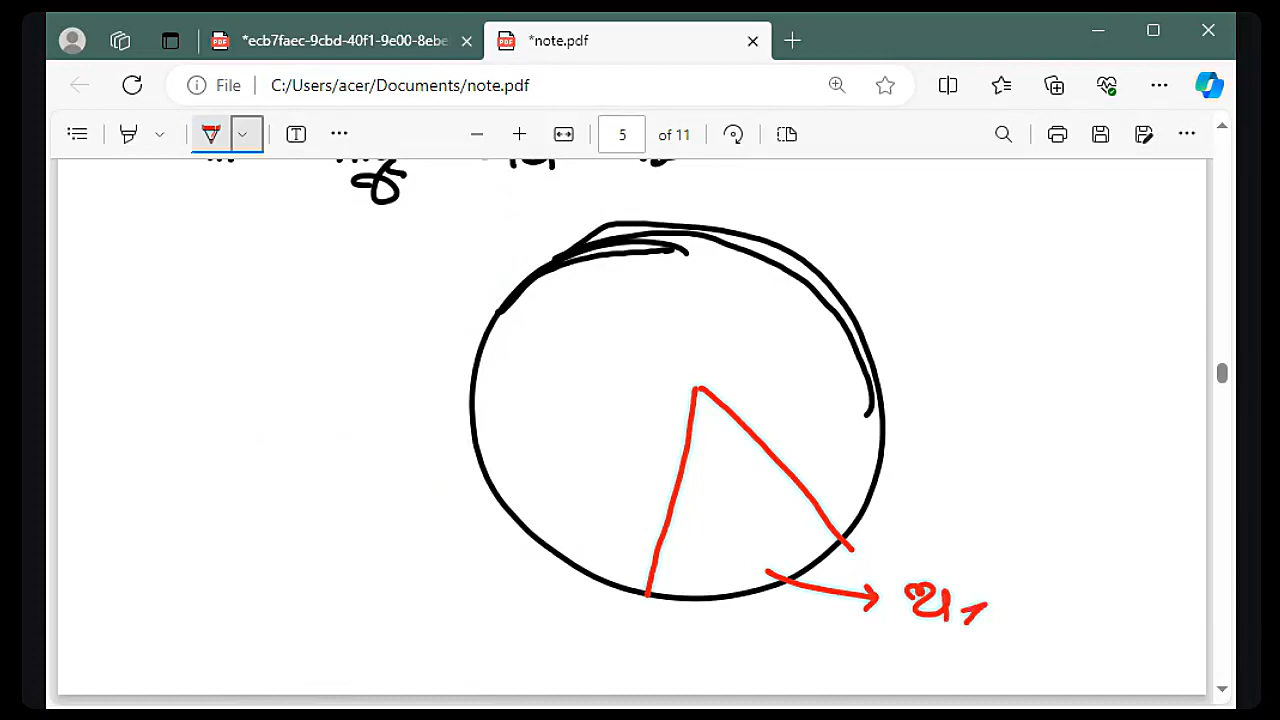 *ecb7faec-9cbd-40f1-9e00-8ebe
*note.pdf
File
C:/Users/acer/Documents/note.pdf
5
of 11